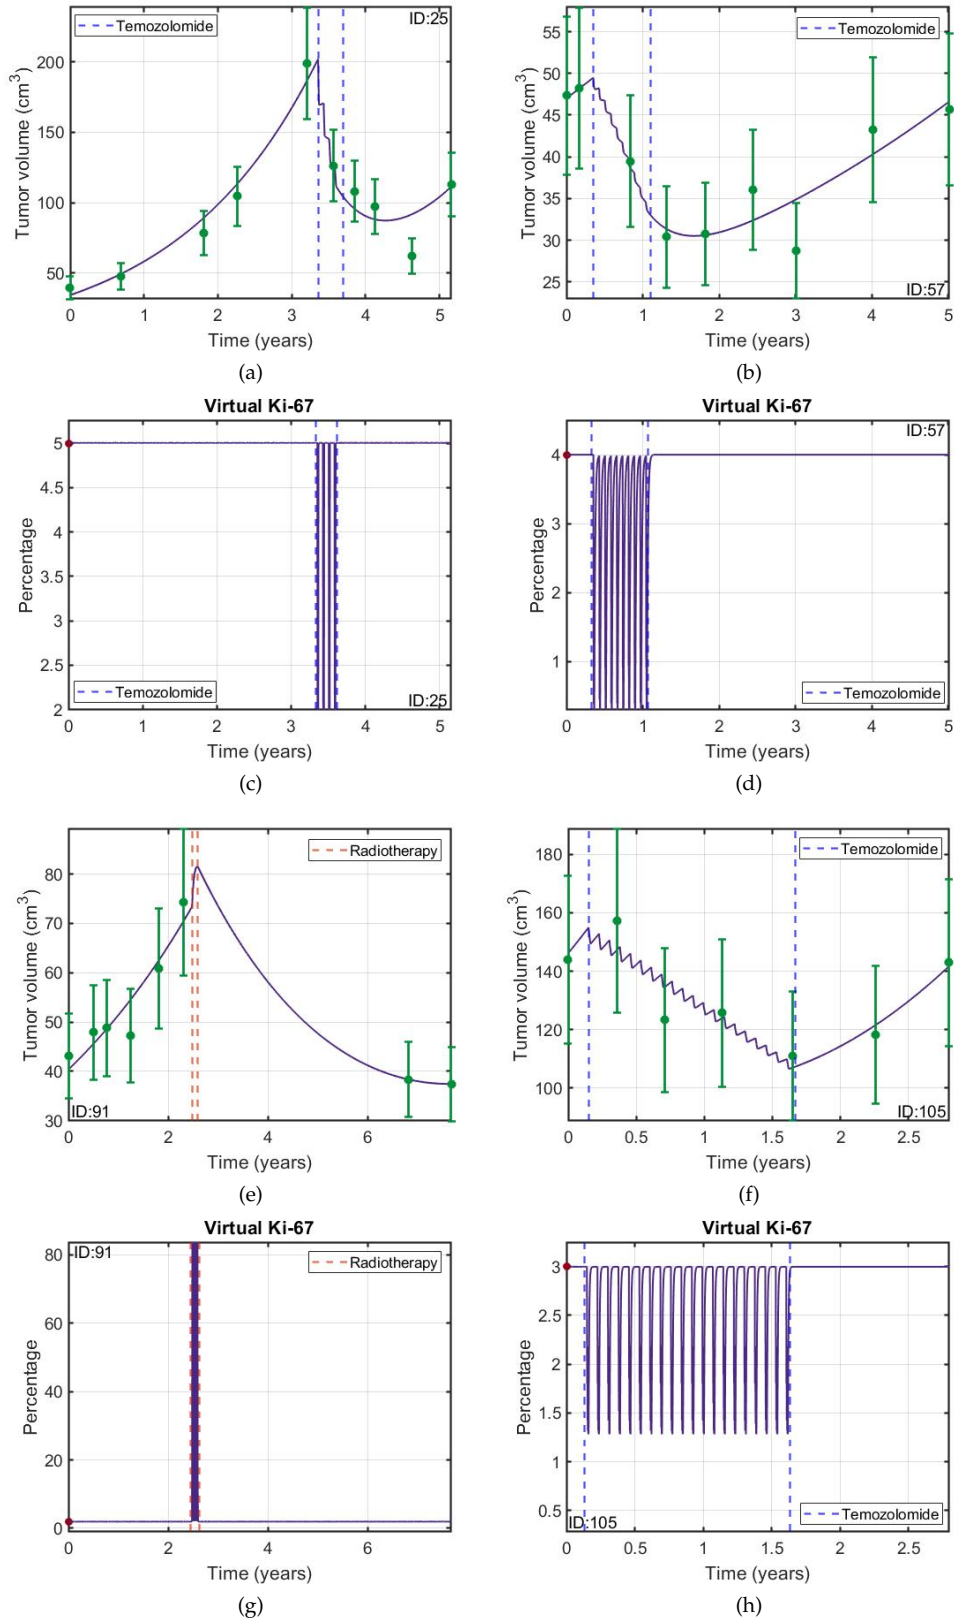 Temozolomide
ID:25
Tumor volume (cm³)
200
150
100
50
0 1 2 3 4 5
Time (years)
(a)
Temozolomide
ID:57
Tumor volume (cm³)
55
50
45
40
35
30
25
0 1 2 3 4 5
Time (years)
(b)
Virtual Ki-67
Percentage
5
4.5
4
3.5
3
2.5
2
Temozolomide
ID:25
0 1 2 3 4 5
Time (years)
(c)
Virtual Ki-67
ID:57
Percentage
4
3
2
1
Temozolomide
0 1 2 3 4 5
Time (years)
(d)
Radiotherapy
Tumor volume (cm³)
80
70
60
50
40
30
ID:91
0 2 4 6
Time (years)
(e)
Temozolomide
Tumor volume (cm³)
180
160
140
120
100
ID:105
0 0.5 1 1.5 2 2.5
Time (years)
(f)
Virtual Ki-67
ID:91
Radiotherapy
Percentage
80
60
40
20
0
0 2 4 6
Time (years)
(g)
Virtual Ki-67
Percentage
3
2.5
2
1.5
1
0.5
ID:105
Temozolomide
0 0.5 1 1.5 2 2.5
Time (years)
(h)